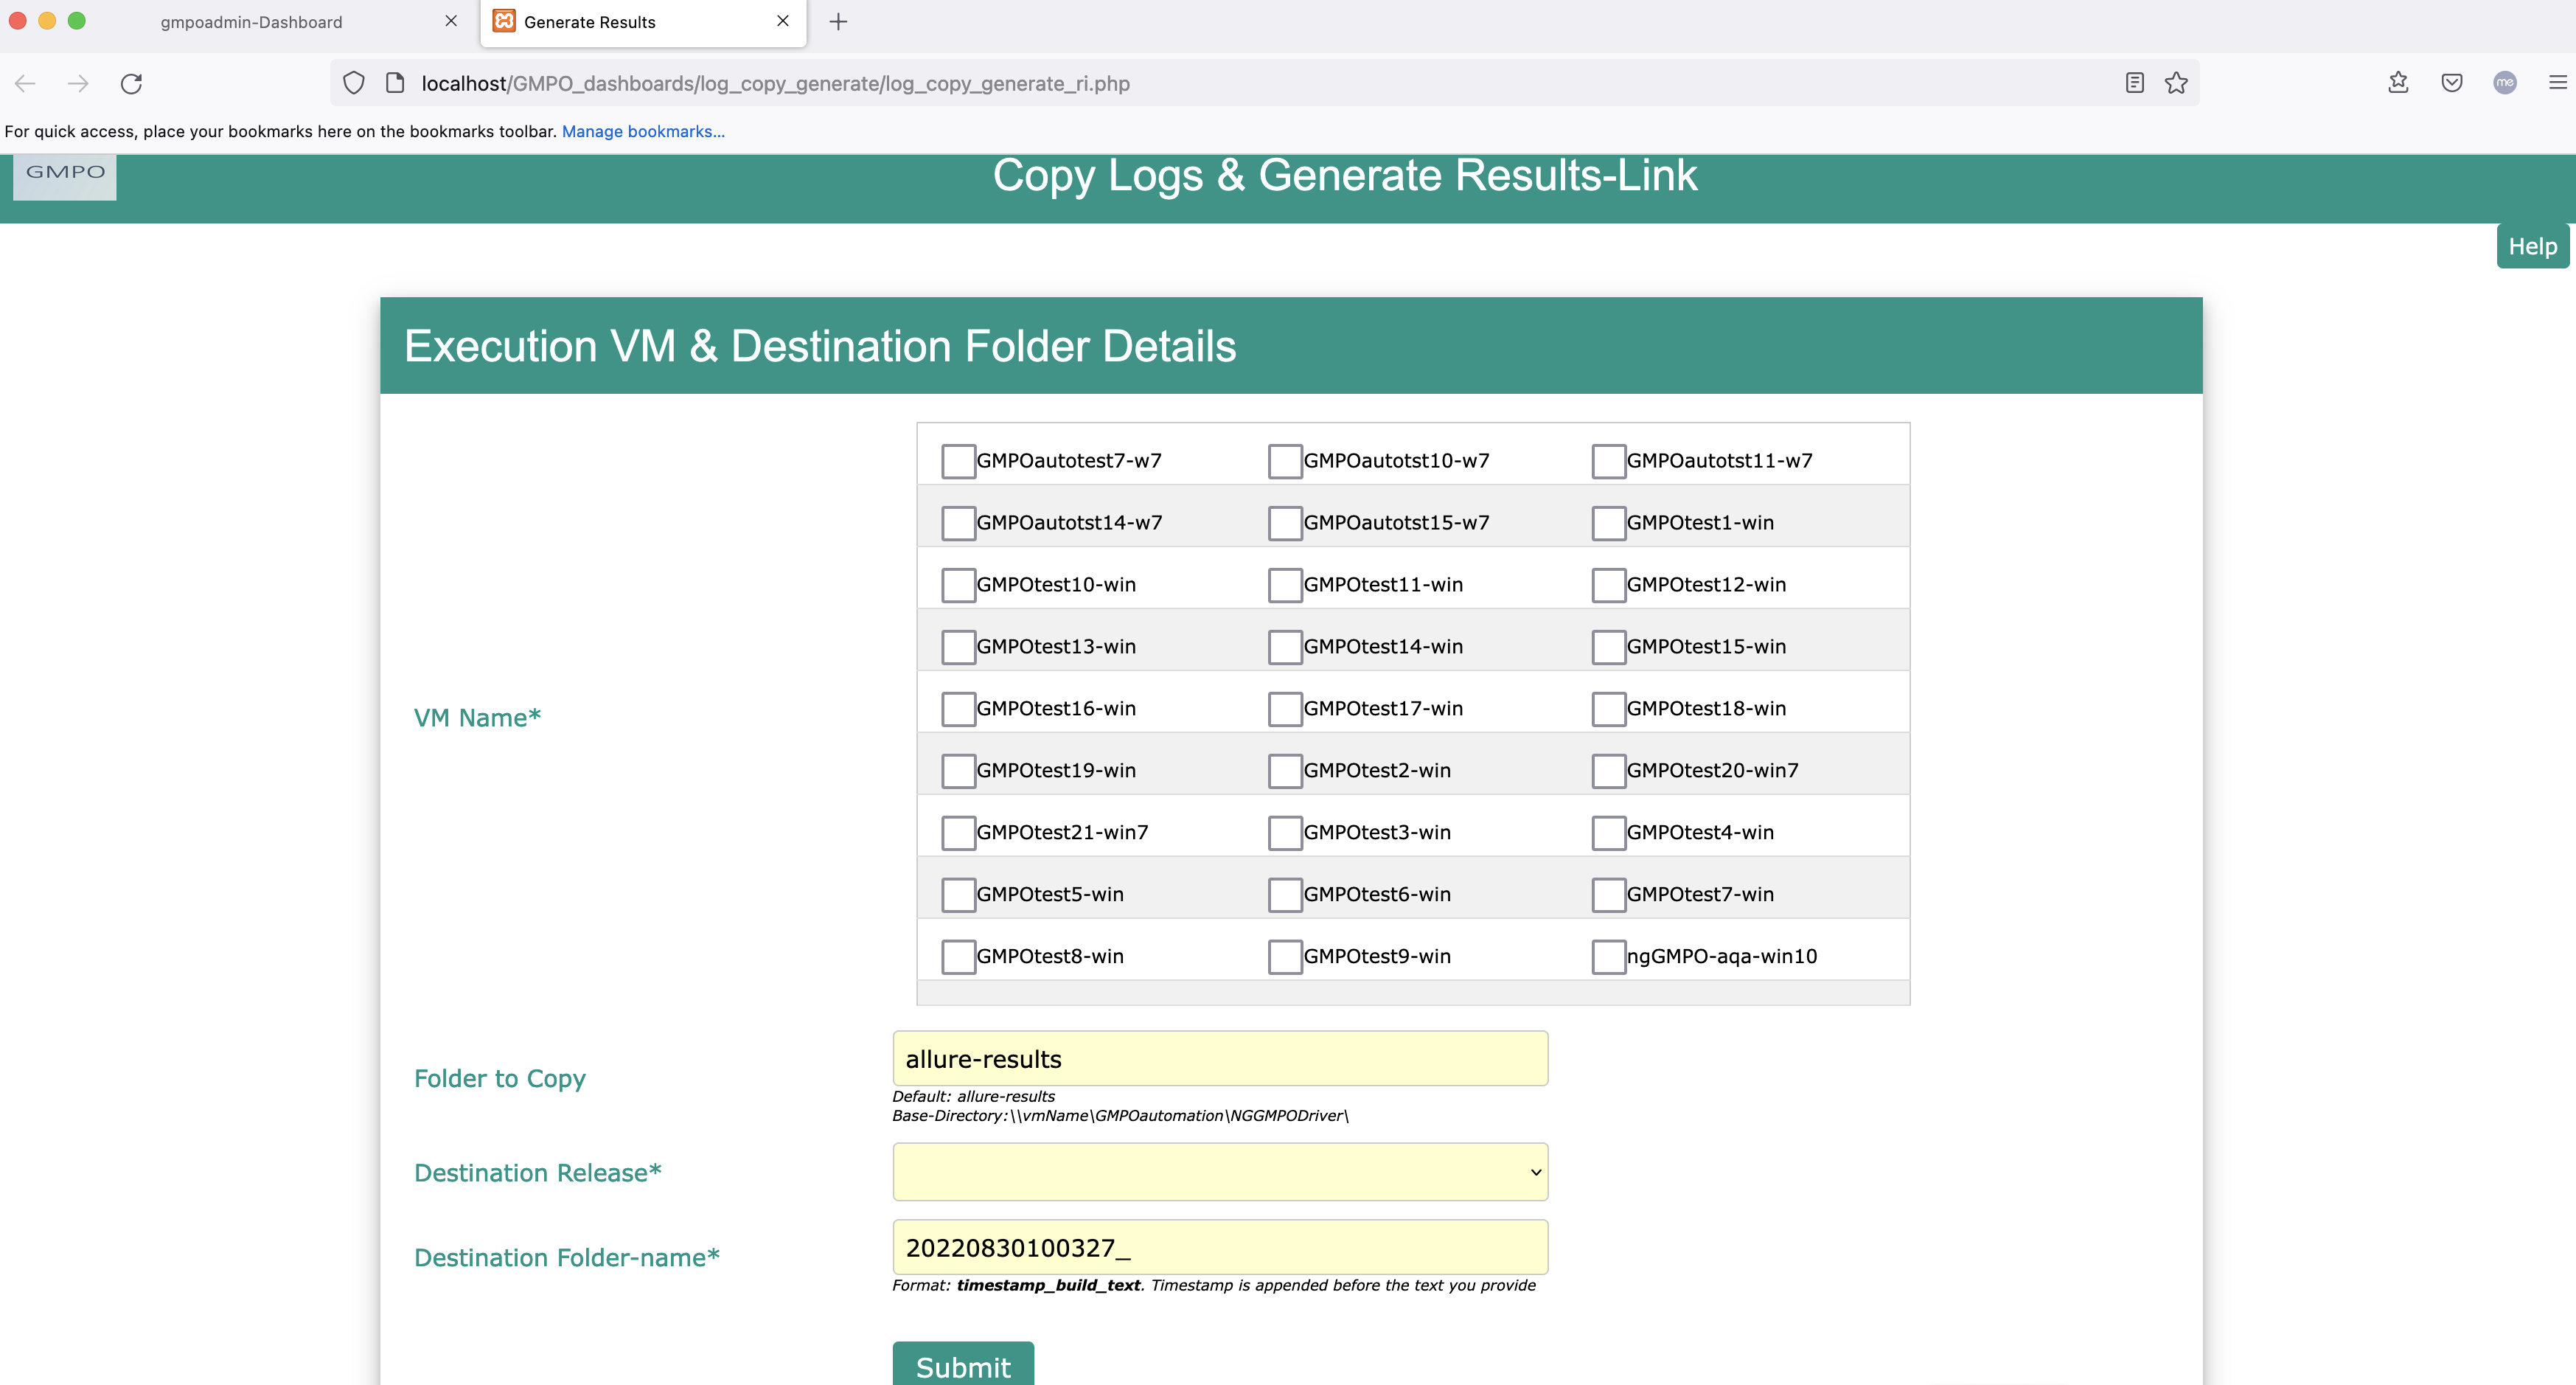 gmpoadmin-Dashboard
Generate Results
localhost/GMPO_dashboards/log_copy_generate/log_copy_generate_ri.php
me
For quick access, place your bookmarks here on the bookmarks toolbar. Manage bookmarks...
GMPO
Copy Logs & Generate Results-Link
Help
Execution VM & Destination Folder Details
VM Name*
GMPOautotest7-w7 GMPOautotst10-w7 GMPOautotst11-w7
GMPOautotst14-w7 GMPOautotst15-w7 GMPOtest1-win
GMPOtest10-win GMPOtest11-win GMPOtest12-win
GMPOtest13-win GMPOtest14-win GMPOtest15-win
GMPOtest16-win GMPOtest17-win GMPOtest18-win
GMPOtest19-win GMPOtest2-win GMPOtest20-win7
GMPOtest21-win7 GMPOtest3-win GMPOtest4-win
GMPOtest5-win GMPOtest6-win GMPOtest7-win
GMPOtest8-win GMPOtest9-win ngGMPO-aqa-win10
Folder to Copy
allure-results
Default: allure-results
Base-Directory:\\vmName\GMPOautomation\NGGMPODriver\
Destination Release*
Destination Folder-name*
20220830100327_
Format: timestamp_build_text. Timestamp is appended before the text you provide
Submit